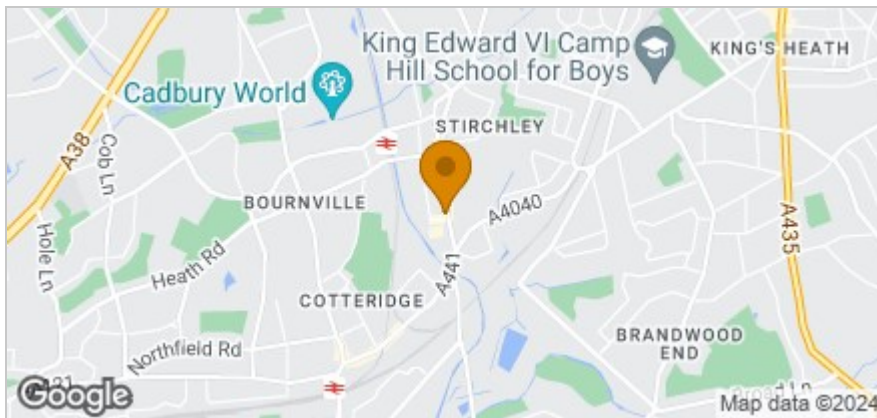 King Edward VI Camp
Hill School for Boys
KING'S HEATH
Cadbury World
STIRCHLEY
A38
Cob Ln
BOURNVILLE
A4040
A435
Hole Ln
Heath Rd
A441
COTTERIDGE
BRANDWOOD
END
Northfield Rd
Google
Map data ©2024